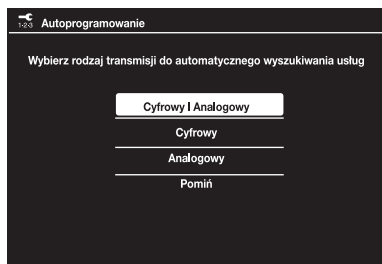 1-2-3 Autoprogramowanie
Wybierz rodzaj transmisji do automatycznego wyszukiwania usług
Cyfrowy I Analogowy
Cyfrowy
Analogowy
Pomiń